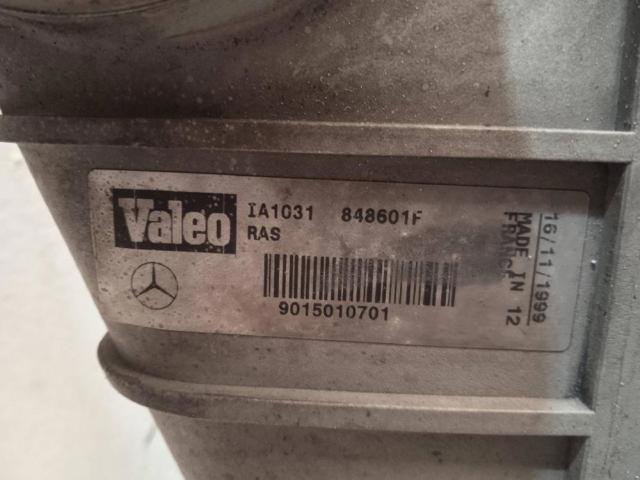 Valeo
IA1031 848601F
RAS
9015010701
16/11/1999
MADE IN 12
FRANCE